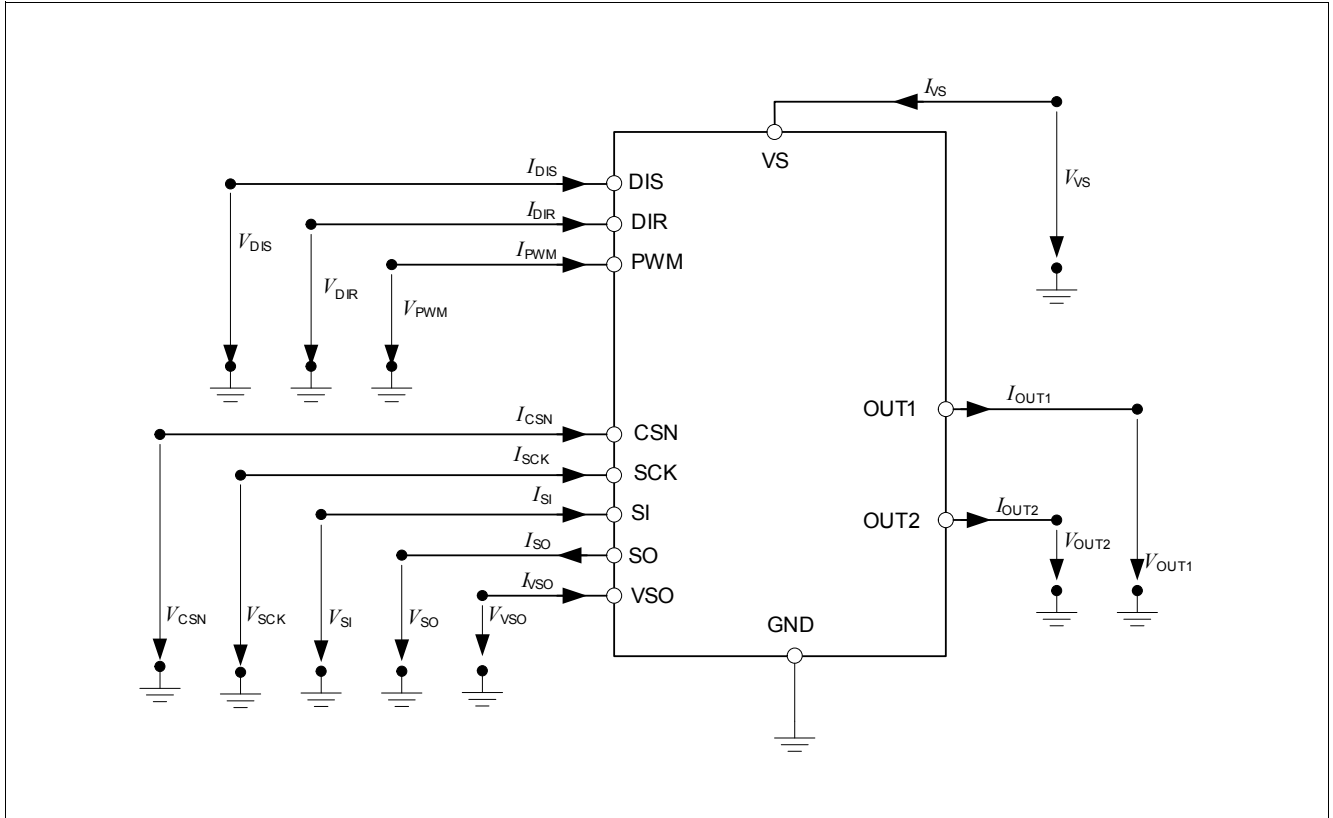 I_VS
VS
V_VS
I_DIS
DIS
V_DIS
I_DIR
DIR
V_DIR
I_PWM
PWM
V_PWM
I_CSN
CSN
V_CSN
I_SCK
SCK
V_SCK
I_SI
SI
V_SI
I_SO
SO
V_SO
I_VSO
VSO
V_VSO
OUT1
I_OUT1
V_OUT1
OUT2
I_OUT2
V_OUT2
GND